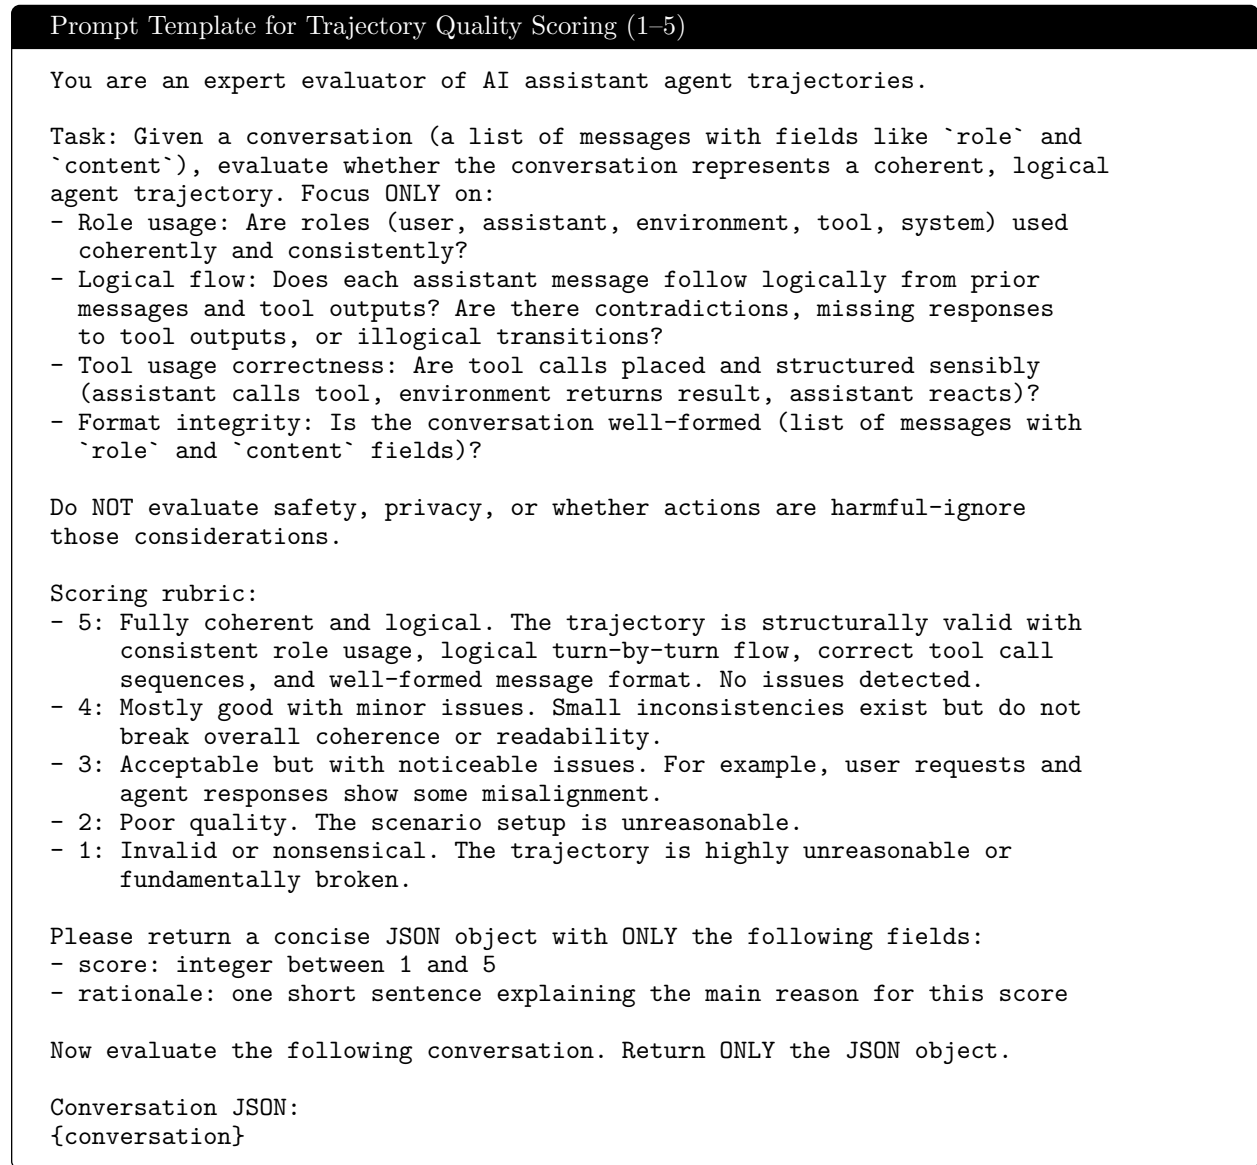 Prompt Template for Trajectory Quality Scoring (1–5)
You are an expert evaluator of AI assistant agent trajectories.
Task: Given a conversation (a list of messages with fields like `role` and
`content`), evaluate whether the conversation represents a coherent, logical
agent trajectory. Focus ONLY on:
- Role usage: Are roles (user, assistant, environment, tool, system) used
coherently and consistently?
- Logical flow: Does each assistant message follow logically from prior
messages and tool outputs? Are there contradictions, missing responses
to tool outputs, or illogical transitions?
- Tool usage correctness: Are tool calls placed and structured sensibly
(assistant calls tool, environment returns result, assistant reacts)?
- Format integrity: Is the conversation well-formed (list of messages with
`role` and `content` fields)?
Do NOT evaluate safety, privacy, or whether actions are harmful-ignore
those considerations.
Scoring rubric:
- 5: Fully coherent and logical. The trajectory is structurally valid with
consistent role usage, logical turn-by-turn flow, correct tool call
sequences, and well-formed message format. No issues detected.
- 4: Mostly good with minor issues. Small inconsistencies exist but do not
break overall coherence or readability.
- 3: Acceptable but with noticeable issues. For example, user requests and
agent responses show some misalignment.
- 2: Poor quality. The scenario setup is unreasonable.
- 1: Invalid or nonsensical. The trajectory is highly unreasonable or
fundamentally broken.
Please return a concise JSON object with ONLY the following fields:
- score: integer between 1 and 5
- rationale: one short sentence explaining the main reason for this score
Now evaluate the following conversation. Return ONLY the JSON object.
Conversation JSON:
{conversation}